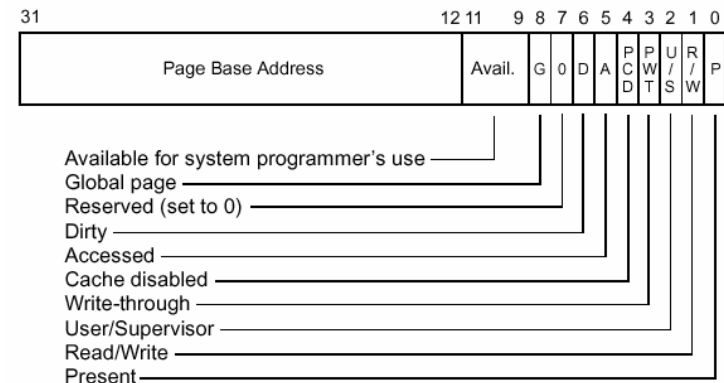 31 12 11 9 8 7 6 5 4 3 2 1 0
Page Base Address Avail. G 0 D A PCD PWT U/S R/W P
Available for system programmer's use
Global page
Reserved (set to 0)
Dirty
Accessed
Cache disabled
Write-through
User/Supervisor
Read/Write
Present